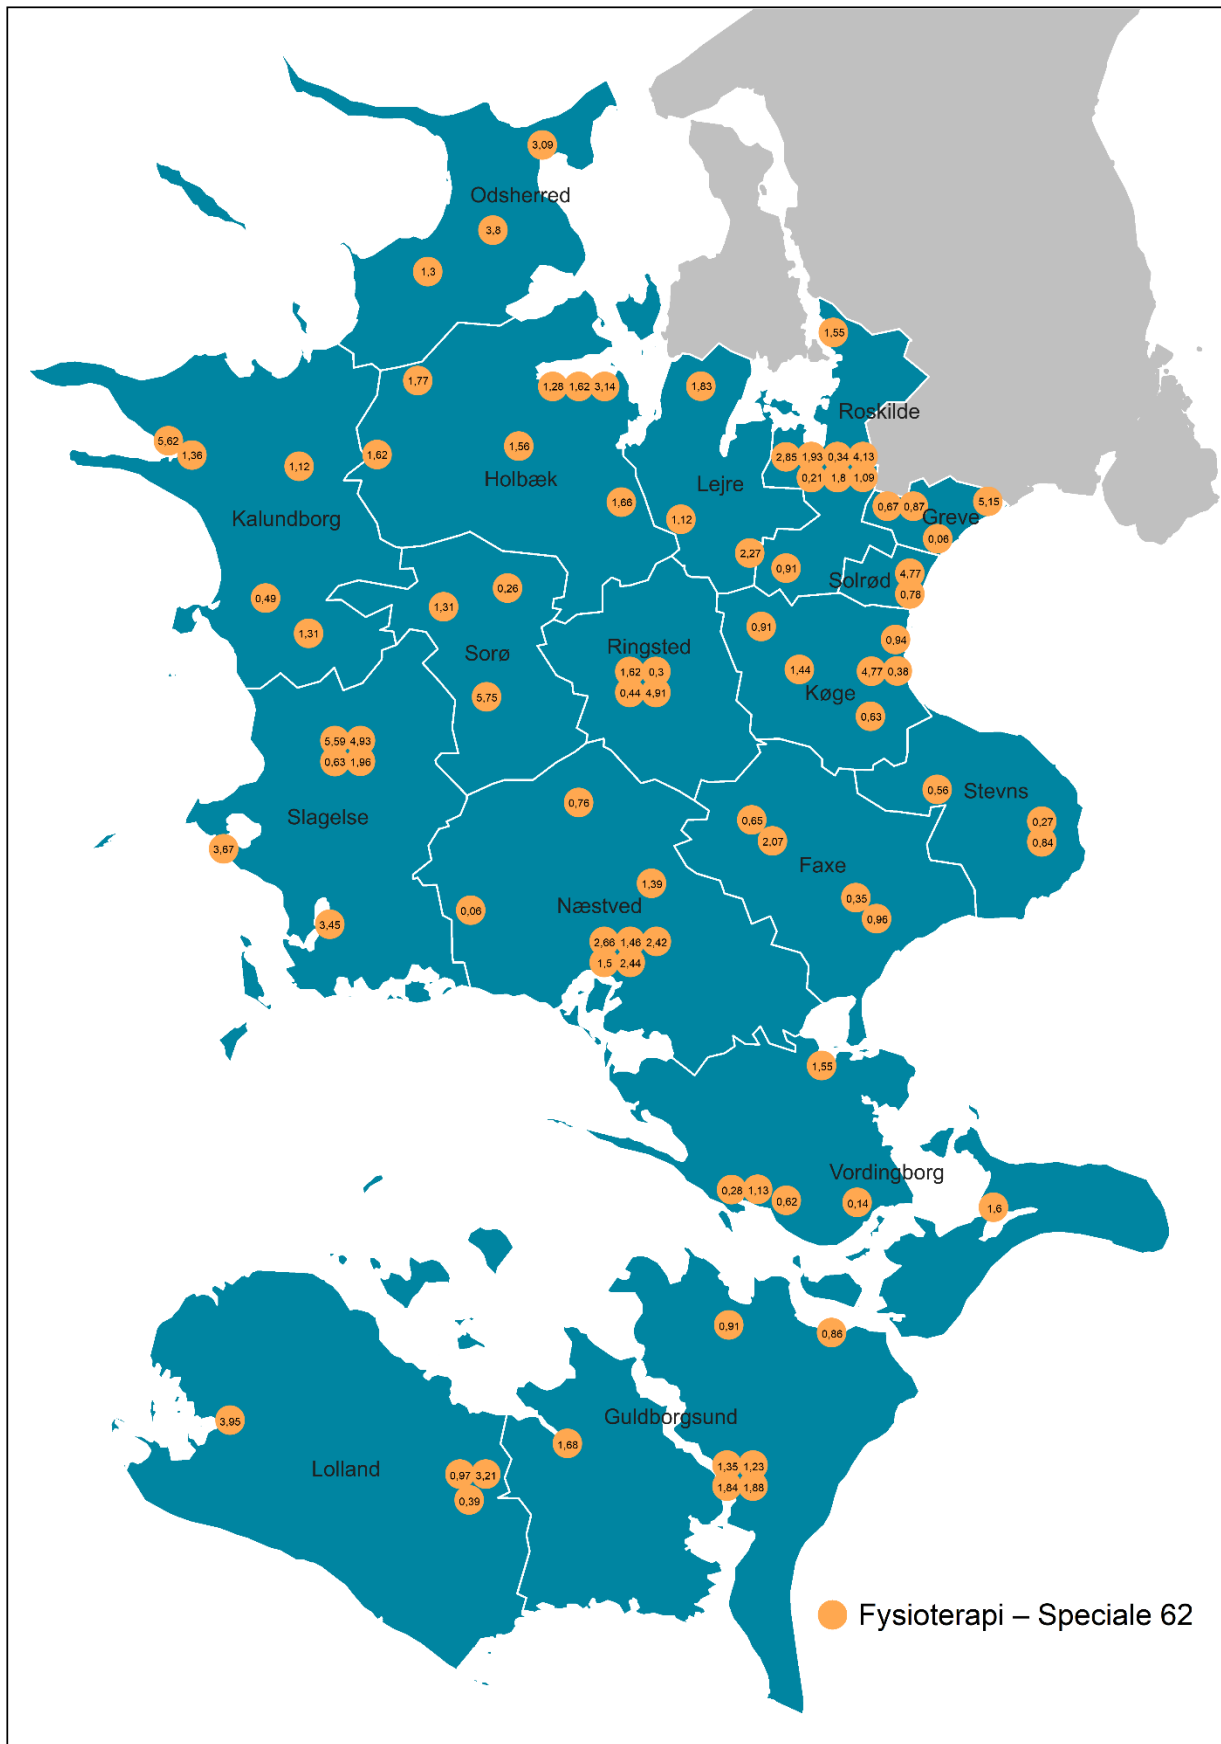 3,09
Odsherred
3,8
1,3
1,55
1,77
1,28 1,62 3,14
1,83
Roskilde
5,62
1,36
1,12
1,62
1,56
Holbæk
2,85 1,93 0,34 4,13
0,21 1,8 1,09
Lejre
1,66
1,12
0,67 0,87
5,15
Greve
0,06
Kalundborg
2,27
0,91
Solrød
4,77
0,78
0,49
1,31
1,31
0,26
Sorø
5,75
Ringsted
1,62 0,3
0,44 4,91
0,91
0,94
1,44
4,77 0,38
Køge
0,63
5,59 4,93
0,63 1,96
Slagelse
3,67
3,45
0,76
1,39
0,06
Næstved
2,66 1,46 2,42
1,5 2,44
0,65
2,07
Faxe
0,35
0,96
0,56
Stevns
0,27
0,84
1,55
Vordingborg
0,28 1,13
0,62
0,14
1,6
0,91
0,86
Guldborgsund
1,68
1,35 1,23
1,84 1,88
3,95
Lolland
0,97 3,21
0,39
Fysioterapi – Speciale 62